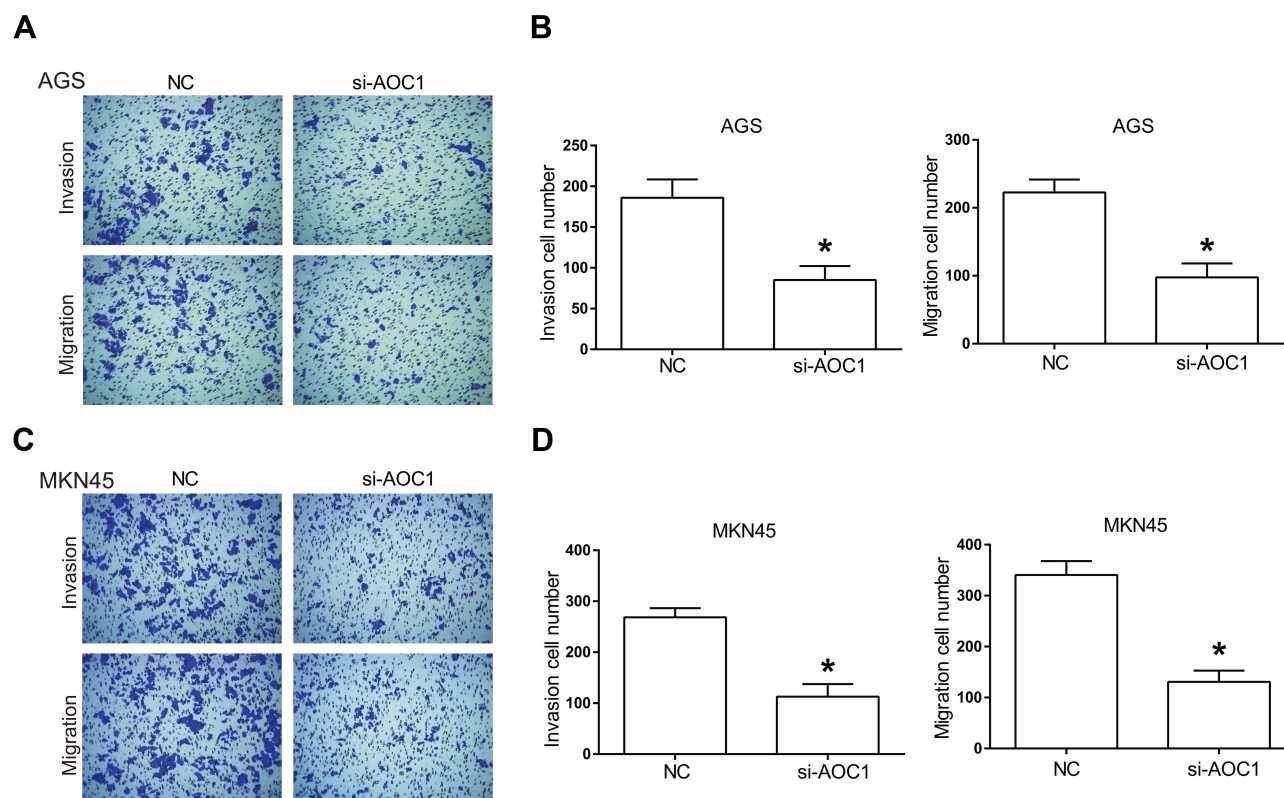 A
AGS
NC
si-AOC1
Invasion
Migration
B
AGS
Invasion cell number
250
200
150
100
50
0
*
NC
si-AOC1
AGS
Migration cell number
300
200
100
0
*
NC
si-AOC1
C
MKN45
NC
si-AOC1
Invasion
Migration
D
MKN45
Invasion cell number
400
300
200
100
0
*
NC
si-AOC1
MKN45
Migration cell number
400
300
200
100
0
*
NC
si-AOC1